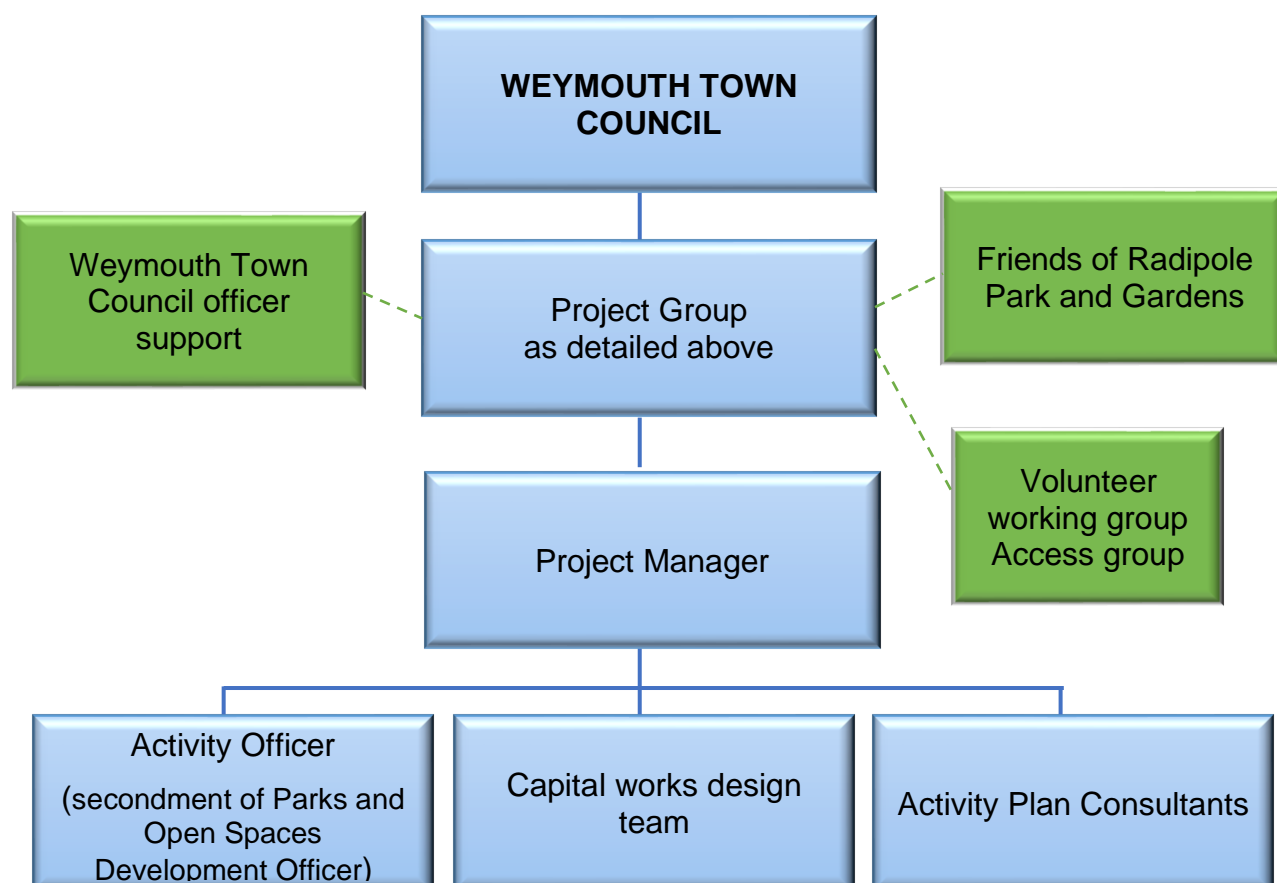 WEYMOUTH TOWN
COUNCIL
Weymouth Town
Council officer
support
Project Group
as detailed above
Friends of Radipole
Park and Gardens
Volunteer
working group
Access group
Project Manager
Activity Officer
(secondment of Parks and
Open Spaces
Development Officer)
Capital works design
team
Activity Plan Consultants